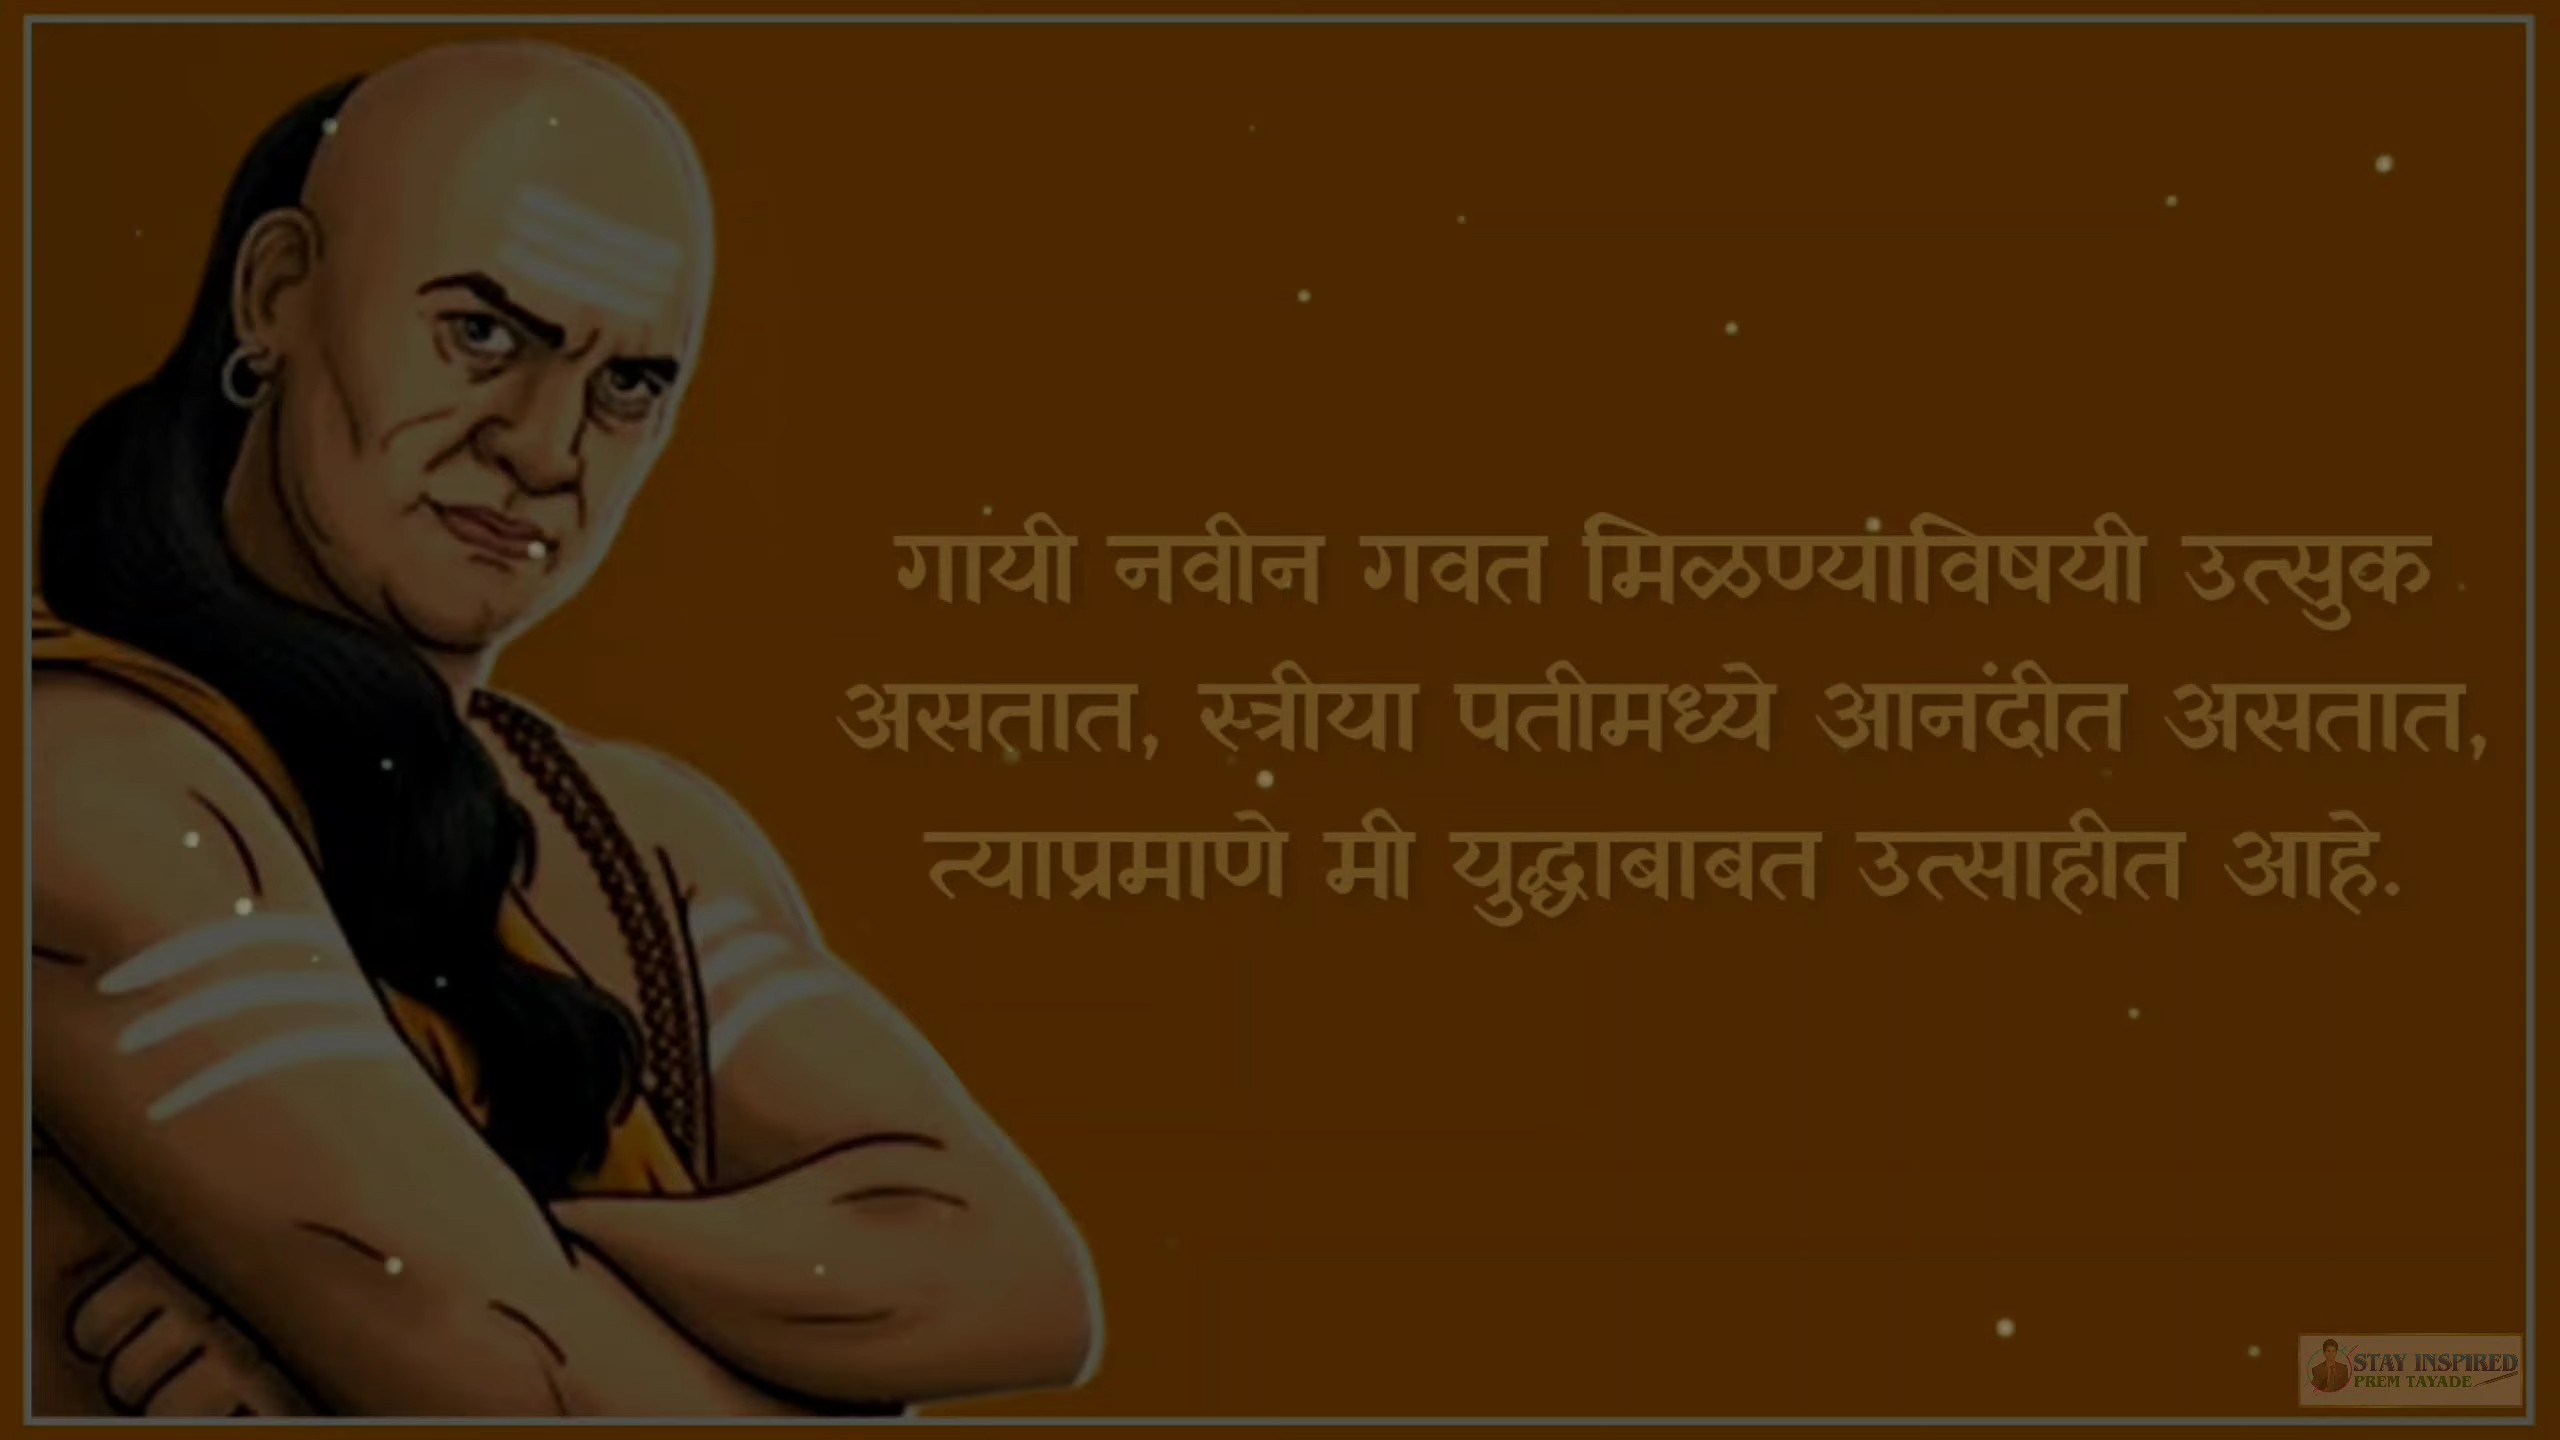 गायी नवीन गवत मिळण्याविषयी उत्सुक
असतात, स्त्रीया पतीमध्ये आनंदीत असतात,
त्याप्रमाणे मी युद्धाबाबत उत्साहीत आहे.
STAY INSPIRED
PREM TAYADE